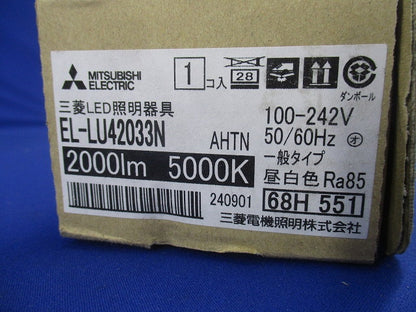 MITSUBISHI
ELECTRIC
1 コ入
28
ダンボール
三菱LED照明器具
EL-LU42033N
AHTN
100-242V
50/60Hz オ
一般タイプ
2000lm 5000K
昼白色 Ra85
240901
68H 551
三菱電機照明株式会社